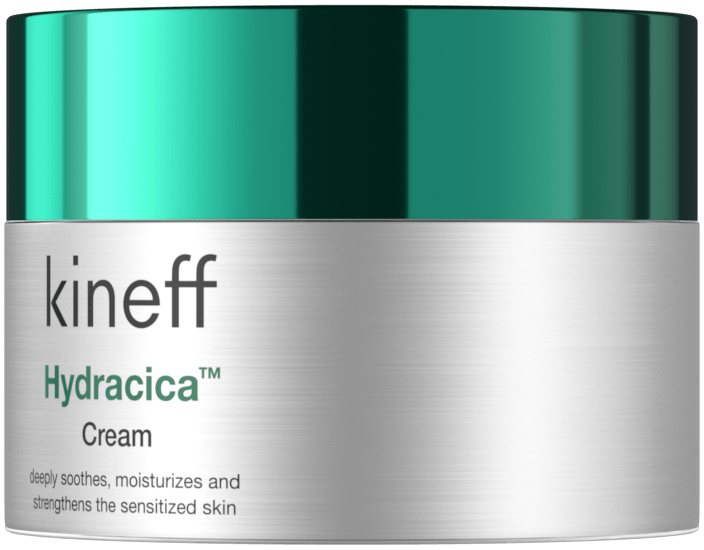 kineff
Hydracica™
Cream
deeply soothes, moisturizes and
strengthens the sensitized skin